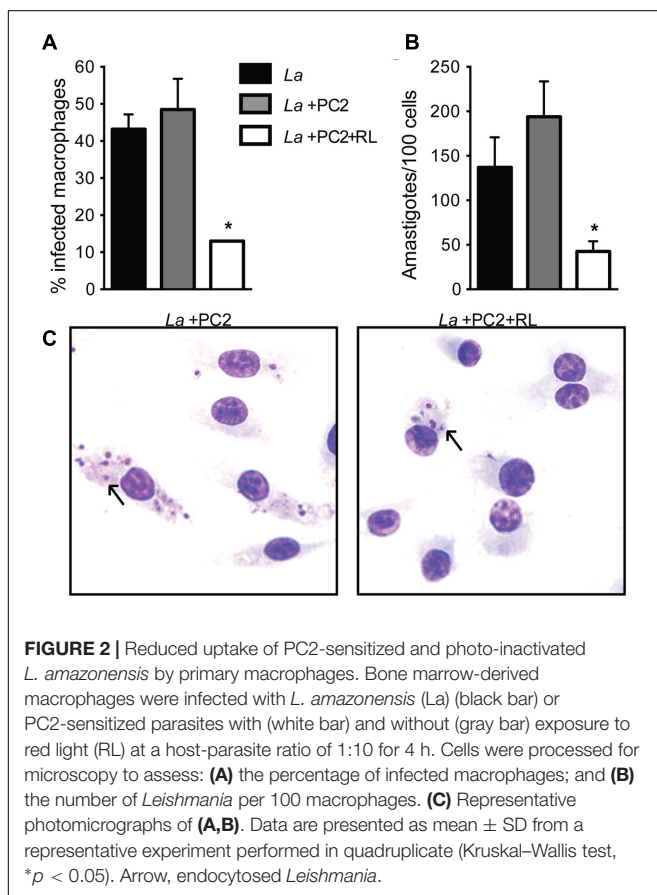 A
B
% infected macrophages
60
50
40
30
20
10
0
*
La
La +PC2
La +PC2+RL
Amastigotes/100 cells
250
200
150
100
50
0
*
C
La +PC2
La +PC2+RL
FIGURE 2 | Reduced uptake of PC2-sensitized and photo-inactivated
L. amazonensis by primary macrophages. Bone marrow-derived
macrophages were infected with L. amazonensis (La) (black bar) or
PC2-sensitized parasites with (white bar) and without (gray bar) exposure to
red light (RL) at a host-parasite ratio of 1:10 for 4 h. Cells were processed for
microscopy to assess: (A) the percentage of infected macrophages; and (B)
the number of Leishmania per 100 macrophages. (C) Representative
photomicrographs of (A,B). Data are presented as mean ± SD from a
representative experiment performed in quadruplicate (Kruskal–Wallis test,
*p < 0.05). Arrow, endocytosed Leishmania.